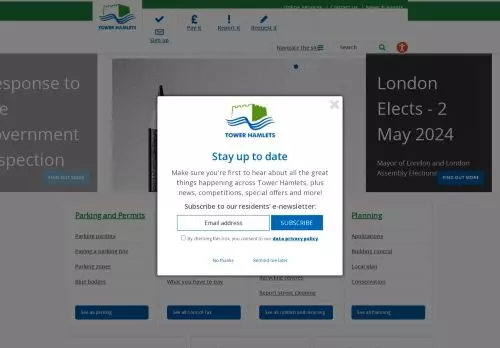 Online services | Contact us | News & events
TOWER HAMLETS
Pay it
Report it
Request it
Sign up
Navigate the site
Search
esponse to
e
overnment
spection
FIND OUT MORE
London
Elects - 2
May 2024
Mayor of London and London
Assembly Elections
FIND OUT MORE
TOWER HAMLETS
Stay up to date
Make sure you're first to hear about all the great
things happening across Tower Hamlets, plus
news, competitions, special offers and more!
Subscribe to our residents' e-newsletter:
Email address
SUBSCRIBE
By checking this box, you consent to our data privacy policy.
No thanks
Remind me later
Parking and Permits
Parking permits
Paying a parking fine
Parking zones
Blue badges
See all parking
What you have to pay
See all Council Tax
Recycling services
Report street cleaning
See all rubbish and recycling
Planning
Applications
Building control
Local plan
Conservation
See all Planning